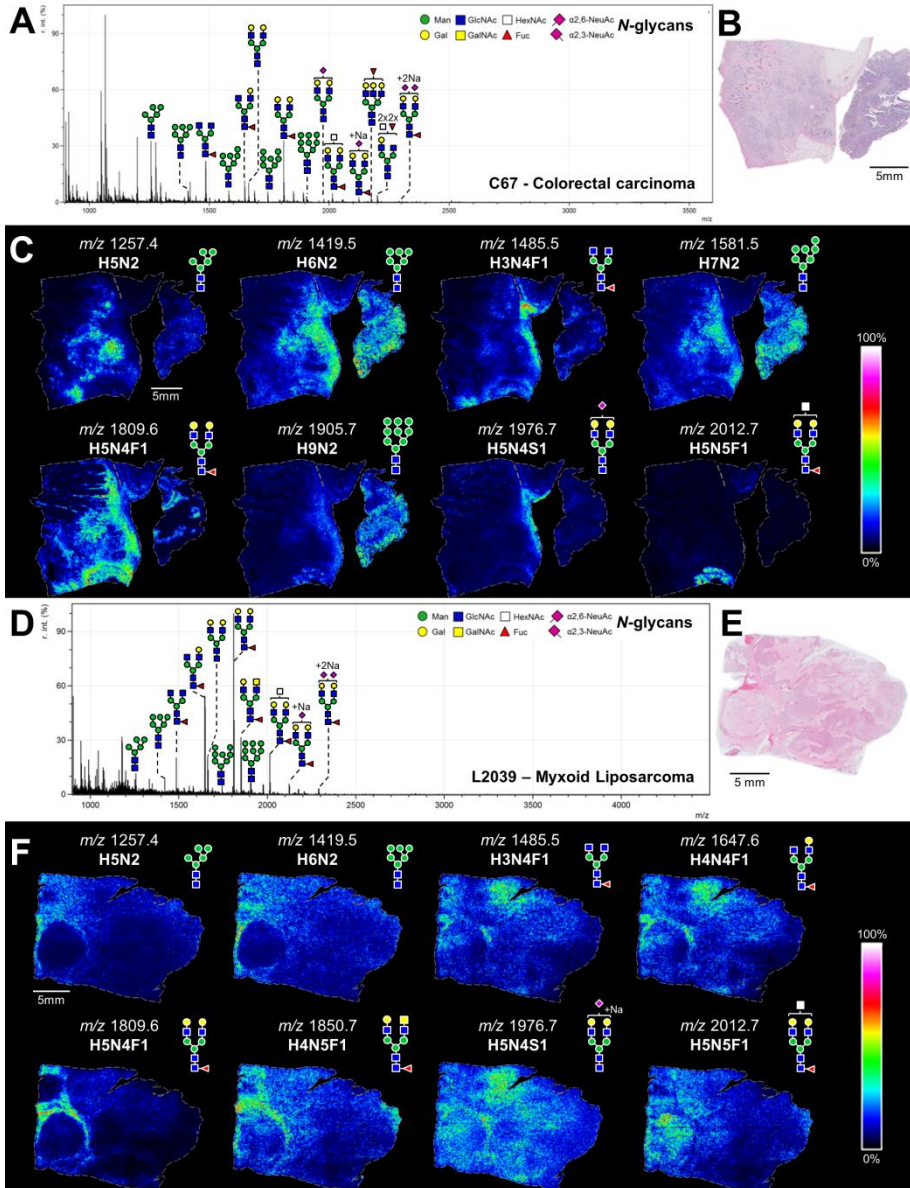 A
r. int. (%)
90
60
30
0
1000
1500
2000
2500
3000
3500
m/z
Man GlcNAc HexNAc α2,6-NeuAc
Gal GalNAc Fuc α2,3-NeuAc
N-glycans
+2Na
2x2x
+Na
C67 - Colorectal carcinoma
B
5mm
C
m/z 1257.4
H5N2
m/z 1419.5
H6N2
m/z 1485.5
H3N4F1
m/z 1581.5
H7N2
5mm
100%
0%
m/z 1809.6
H5N4F1
m/z 1905.7
H9N2
m/z 1976.7
H5N4S1
m/z 2012.7
H5N5F1
D
r. int. (%)
90
60
30
0
1000
1500
2000
2500
3000
3500
4000
m/z
Man GlcNAc HexNAc α2,6-NeuAc
Gal GalNAc Fuc α2,3-NeuAc
N-glycans
+2Na
+Na
L2039 – Myxoid Liposarcoma
E
5 mm
F
m/z 1257.4
H5N2
m/z 1419.5
H6N2
m/z 1485.5
H3N4F1
m/z 1647.6
H4N4F1
5mm
100%
0%
m/z 1809.6
H5N4F1
m/z 1850.7
H4N5F1
m/z 1976.7
H5N4S1
+Na
m/z 2012.7
H5N5F1